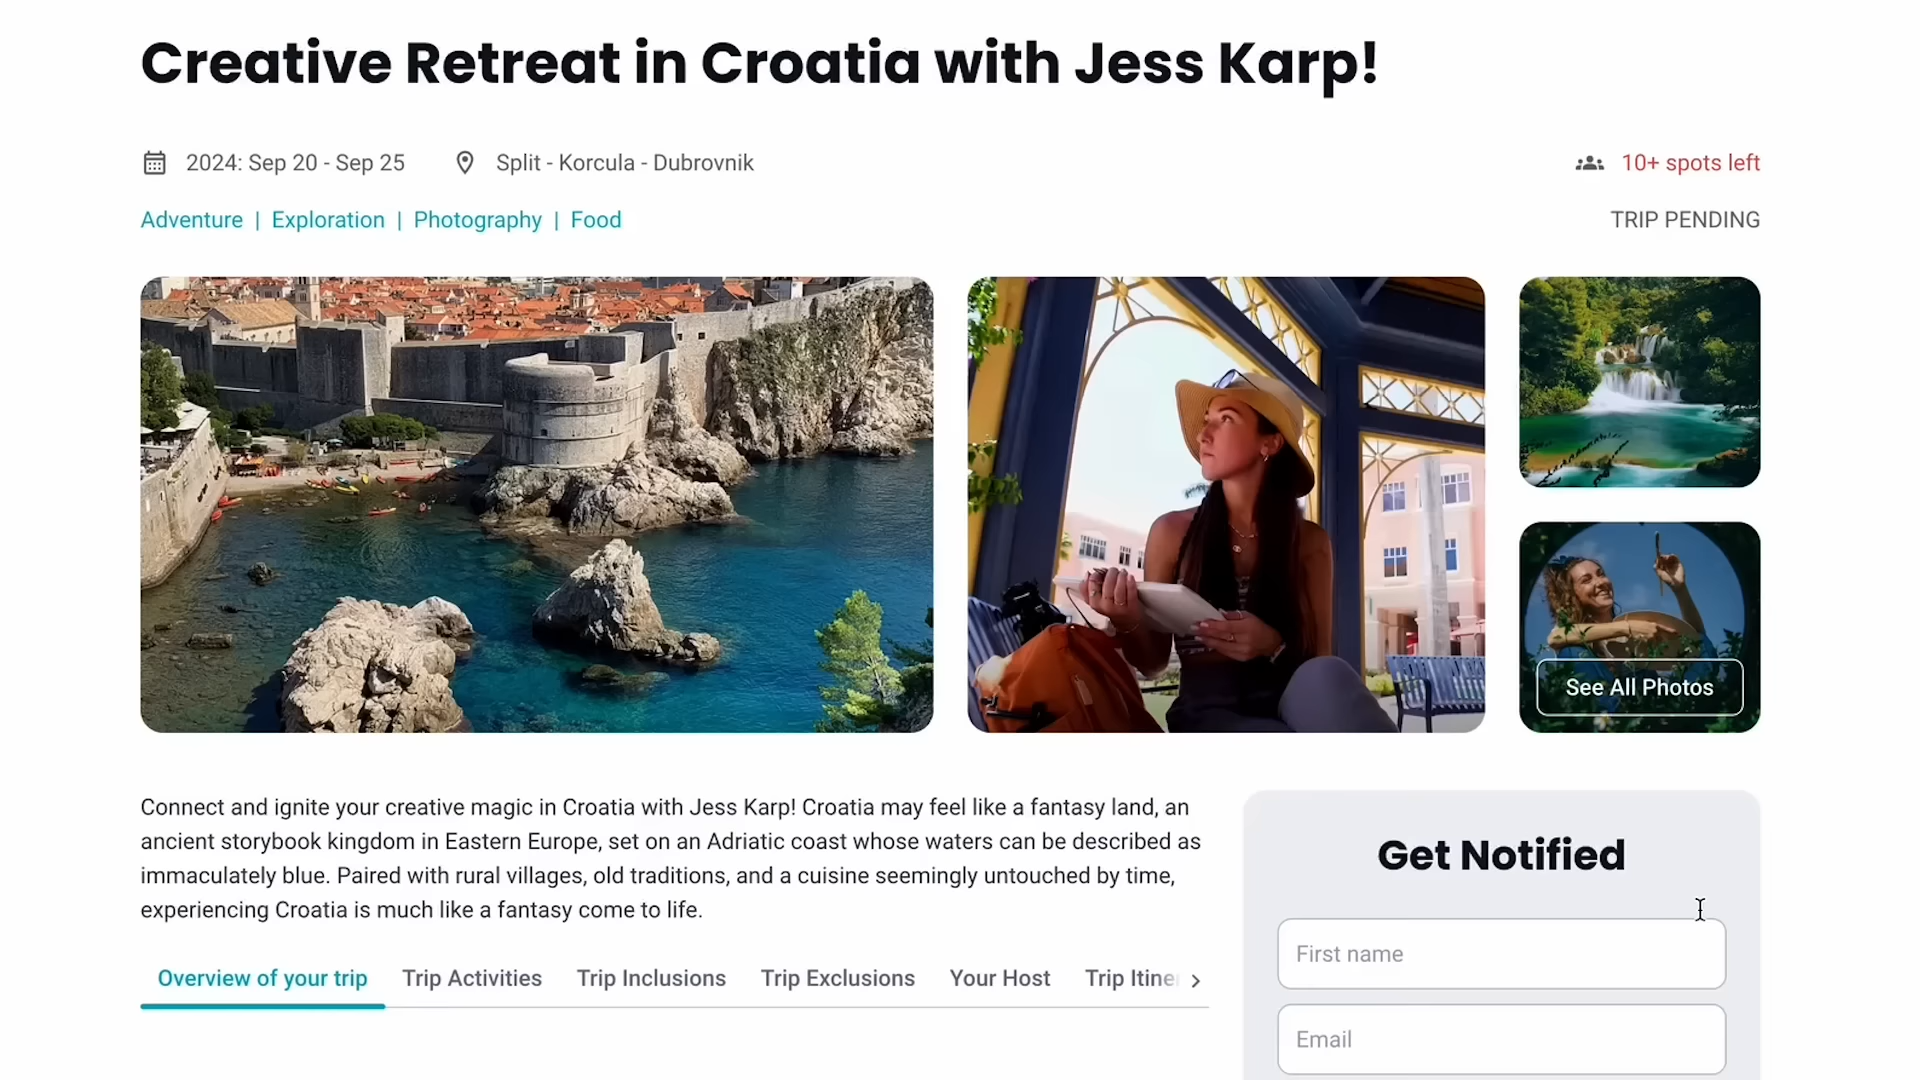 Creative Retreat in Croatia with Jess Karp!
2024: Sep 20 - Sep 25
Split - Korcula - Dubrovnik
10+ spots left
Adventure | Exploration | Photography | Food
TRIP PENDING
See All Photos
Connect and ignite your creative magic in Croatia with Jess Karp! Croatia may feel like a fantasy land, an
ancient storybook kingdom in Eastern Europe, set on an Adriatic coast whose waters can be described as
immaculately blue. Paired with rural villages, old traditions, and a cuisine seemingly untouched by time,
experiencing Croatia is much like a fantasy come to life.
Overview of your trip
Trip Activities
Trip Inclusions
Trip Exclusions
Your Host
Trip Itine
Get Notified
First name
Email